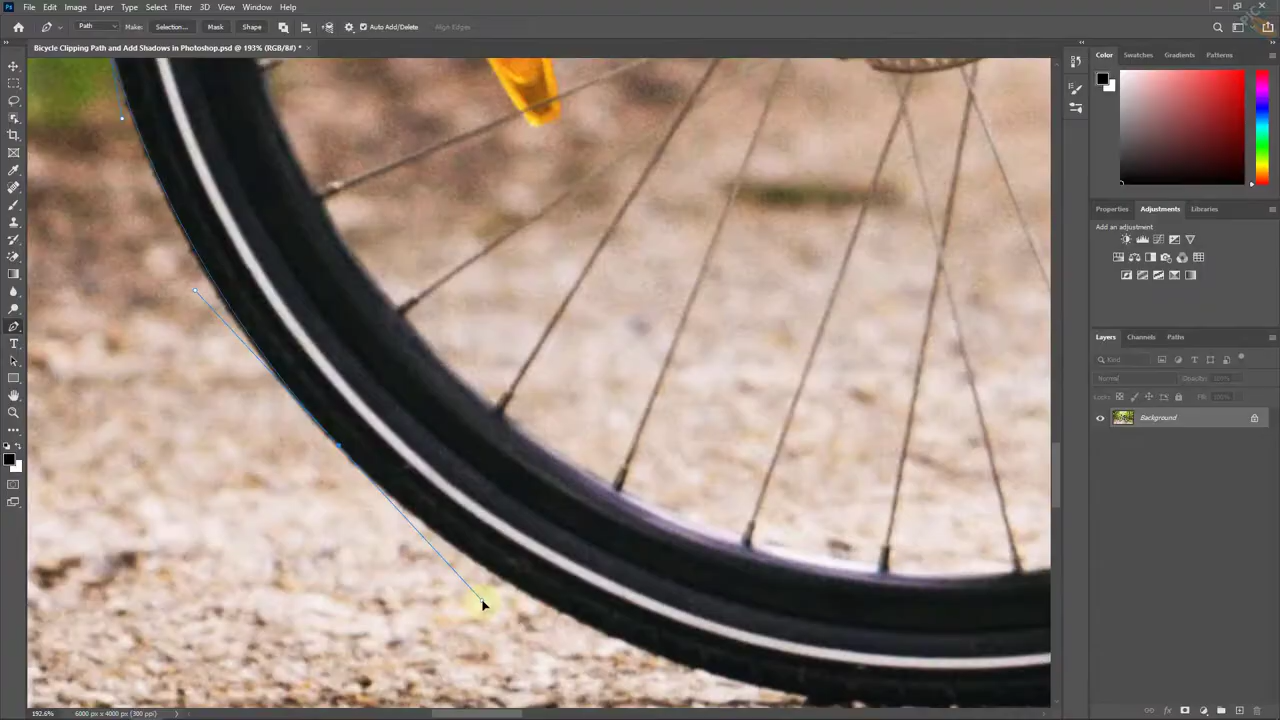 File Edit Image Layer Type Select Filter 3D View Window Help
Path Make: Selection... Mask Shape Auto Add/Delete Align Edges
Bicycle Clipping Path and Add Shadows in Photoshop.psd @ 193% (RGB/8#) *
Color Swatches Gradients Patterns
Properties Adjustments Libraries
Add an adjustment
Layers Channels Paths
Kind
Normal Opacity: 100%
Lock: Fill: 100%
Background
192.6% 6000 px x 4000 px (300 ppi)